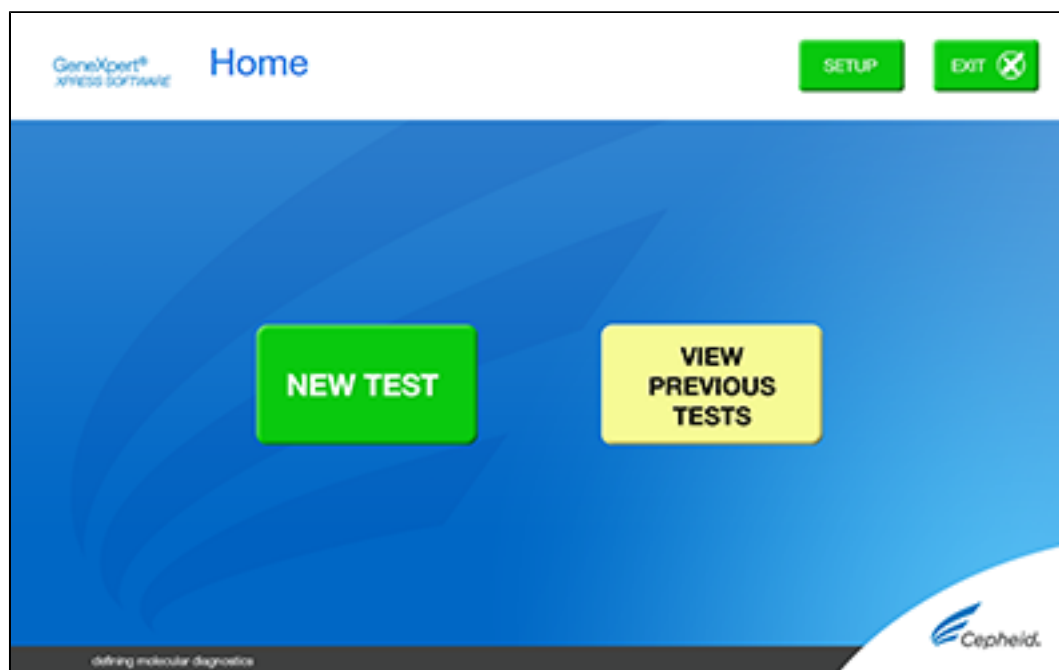 GeneXpert®
XPRESS SOFTWARE
Home
SETUP
EXIT
NEW TEST
VIEW
PREVIOUS
TESTS
Cepheid.
defining molecular diagnostics